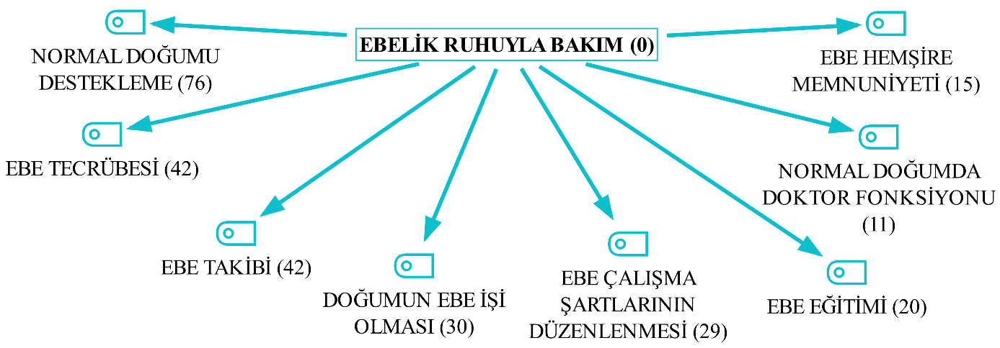 EBELİK RUHUYLA BAKIM (0)
NORMAL DOĞUMU
DESTEKLEME (76)
EBE TECRÜBESİ (42)
EBE TAKİBİ (42)
DOĞUMUN EBE İŞİ
OLMASI (30)
EBE ÇALIŞMA
ŞARTLARININ
DÜZENLENMESİ (29)
EBE EĞİTİMİ (20)
NORMAL DOĞUMDA
DOKTOR FONKSİYONU
(11)
EBE HEMŞİRE
MEMNUNİYETİ (15)